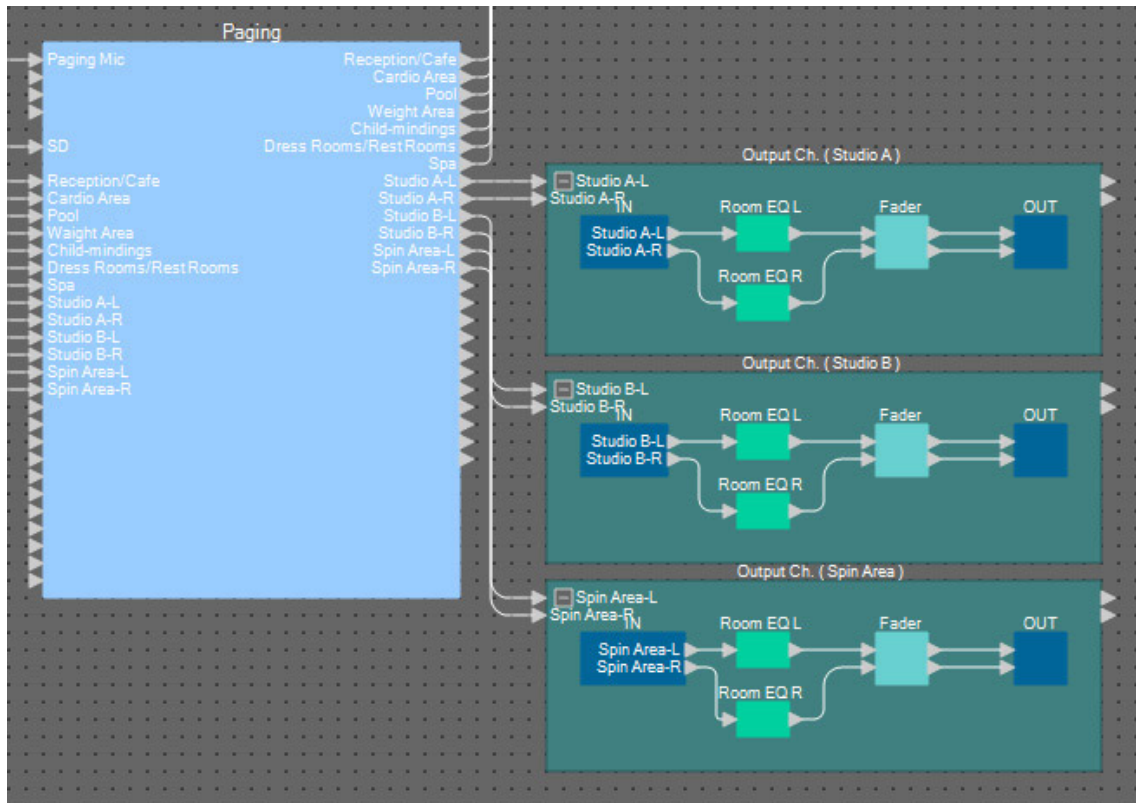 Paging
Paging Mic
SD
Reception/Cafe
Cardio Area
Pool
Waight Area
Child-mindings
Dress Rooms/Rest Rooms
Spa
Studio A-L
Studio A-R
Studio B-L
Studio B-R
Spin Area-L
Spin Area-R
Reception/Cafe
Cardio Area
Pool
Weight Area
Child-mindings
Dress Rooms/Rest Rooms
Spa
Studio A-L
Studio A-R
Studio B-L
Studio B-R
Spin Area-L
Spin Area-R
Output Ch. ( Studio A )
Studio A-L
Studio A-R
IN
Room EQ L
Fader
OUT
Studio A-L
Studio A-R
Room EQ R
Output Ch. ( Studio B )
Studio B-L
Studio B-R
IN
Room EQ L
Fader
OUT
Studio B-L
Studio B-R
Room EQ R
Output Ch. ( Spin Area )
Spin Area-L
Spin Area-R
IN
Room EQ L
Fader
OUT
Spin Area-L
Spin Area-R
Room EQ R